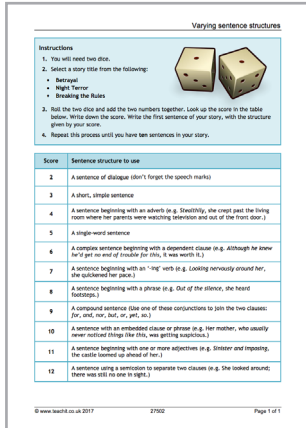 Varying sentence structures
Instructions
1. You will need two dice.
2. Select a story title from the following:
• Betrayal
• Night Terror
• Breaking the Rules
3. Roll the two dice and add the two numbers together. Look up the score in the table
below. Write down the score. Write the first sentence of your story, with the structure
given by your score.
4. Repeat this process until you have ten sentences in your story.
Score Sentence structure to use
2 A sentence of dialogue (don't forget the speech marks)
3 A short, simple sentence
4 A sentence beginning with an adverb (e.g. Stealthily, she crept past the living
room where her parents were watching television and out of the front door.)
5 A single-word sentence
6 A complex sentence beginning with a dependent clause (e.g. Although he knew
he'd get no end of trouble for this, it was worth it.)
7 A sentence beginning with an '-ing' verb (e.g. Looking nervously around her,
she quickened her pace.)
8 A sentence beginning with a phrase (e.g. Out of the silence, she heard
footsteps.)
9 A compound sentence (Use one of these conjunctions to join the two clauses:
for, and, nor, but, or, yet, so.)
10 A sentence with an embedded clause or phrase (e.g. Her mother, who usually
never noticed things like this, was getting suspicious.)
11 A sentence beginning with one or more adjectives (e.g. Sinister and imposing,
the castle loomed up ahead of her.)
12 A sentence using a semicolon to separate two clauses (e.g. She looked around;
there was still no one in sight.)
© www.teachit.co.uk 2017 27502 Page 1 of 1